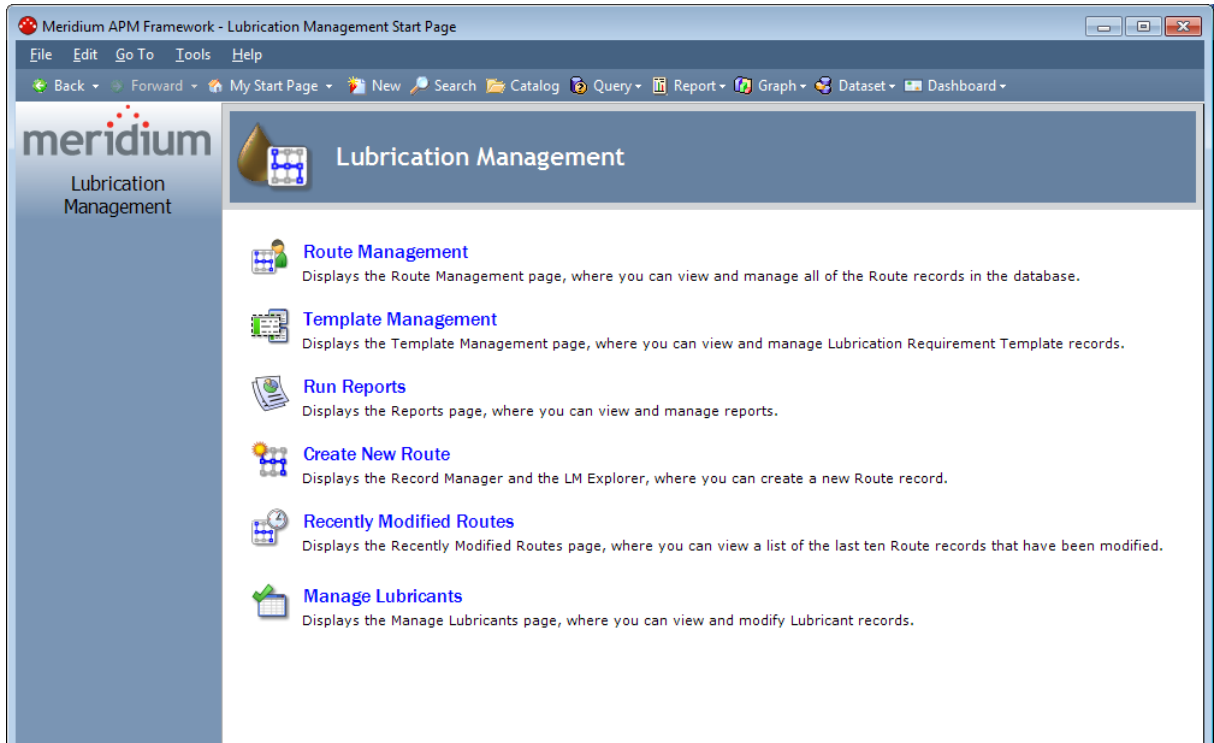 Meridium APM Framework - Lubrication Management Start Page
File Edit Go To Tools Help
Back Forward My Start Page New Search Catalog Query Report Graph Dataset Dashboard
meridium
Lubrication
Management
Lubrication Management
Route Management
Displays the Route Management page, where you can view and manage all of the Route records in the database.
Template Management
Displays the Template Management page, where you can view and manage Lubrication Requirement Template records.
Run Reports
Displays the Reports page, where you can view and manage reports.
Create New Route
Displays the Record Manager and the LM Explorer, where you can create a new Route record.
Recently Modified Routes
Displays the Recently Modified Routes page, where you can view a list of the last ten Route records that have been modified.
Manage Lubricants
Displays the Manage Lubricants page, where you can view and modify Lubricant records.